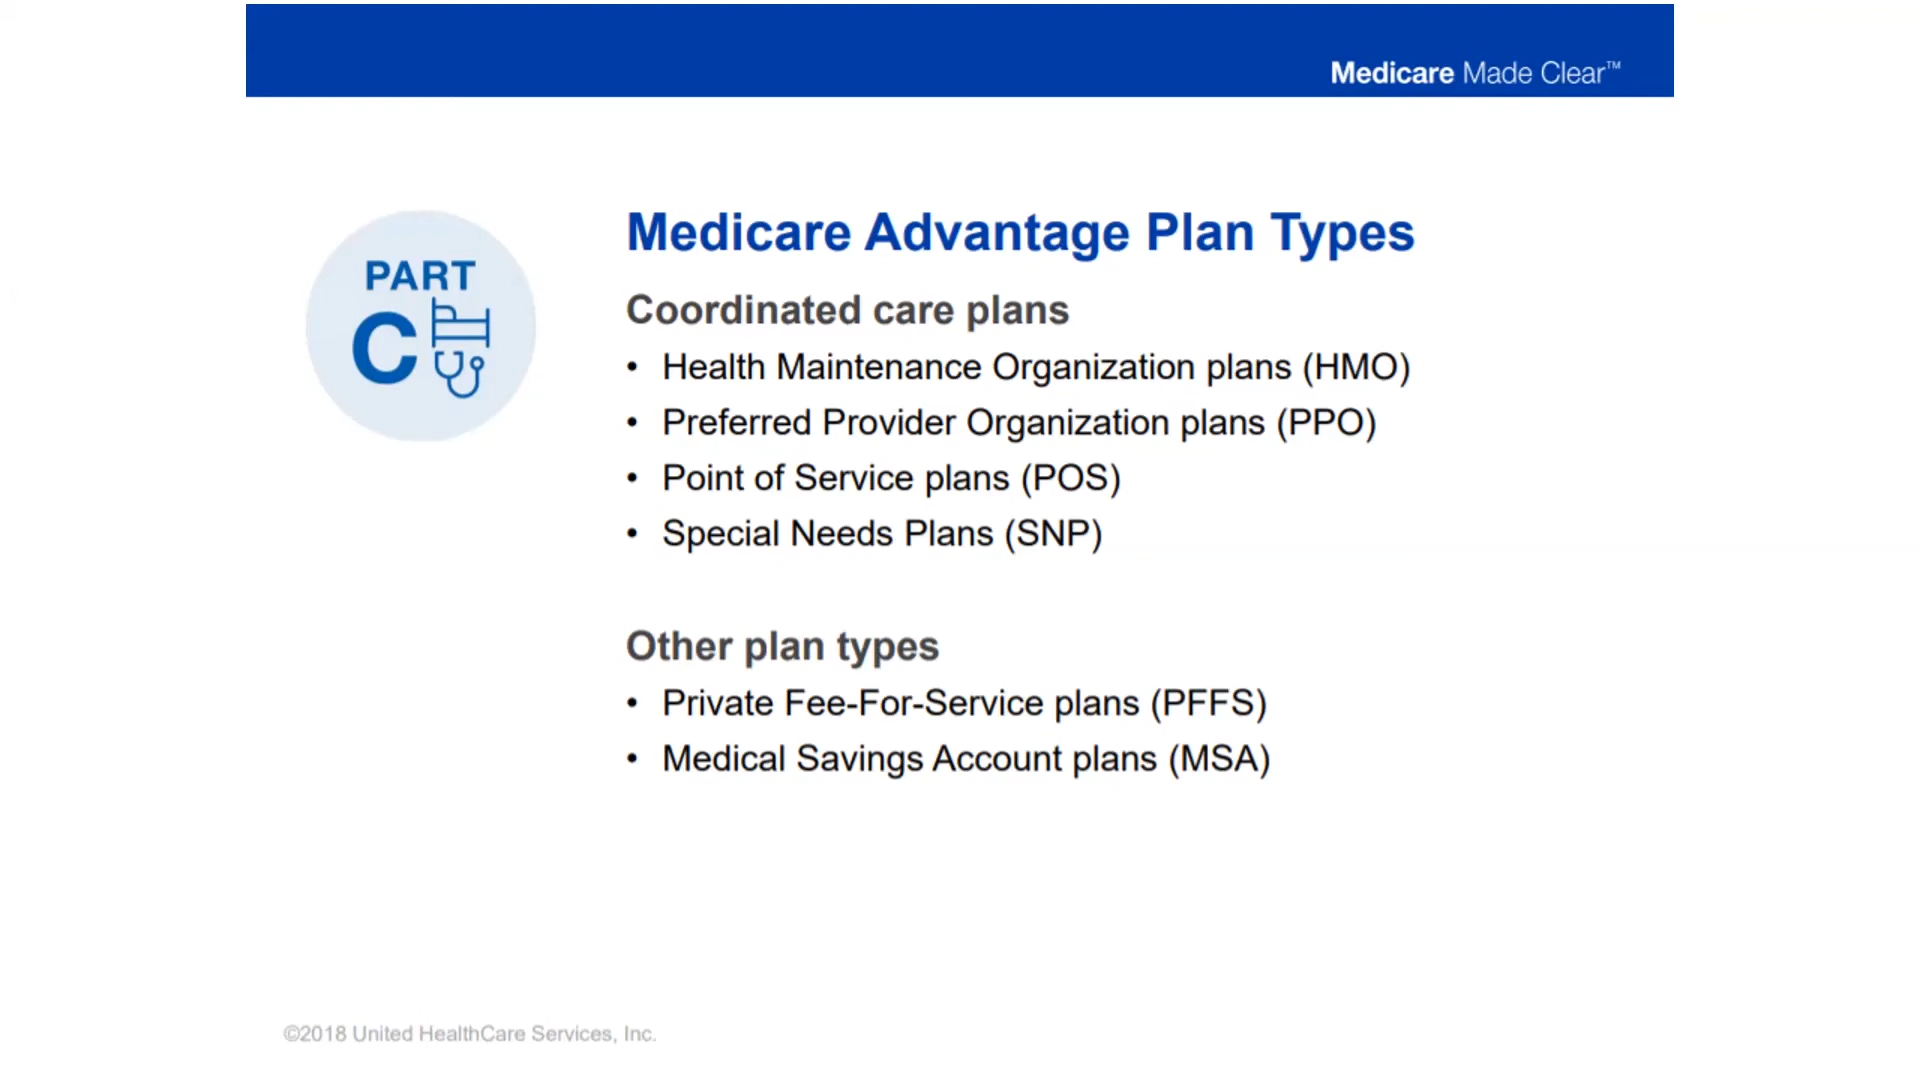 Medicare Made Clear™
PART
C
Medicare Advantage Plan Types
Coordinated care plans
• Health Maintenance Organization plans (HMO)
• Preferred Provider Organization plans (PPO)
• Point of Service plans (POS)
• Special Needs Plans (SNP)
Other plan types
• Private Fee-For-Service plans (PFFS)
• Medical Savings Account plans (MSA)
©2018 United HealthCare Services, Inc.